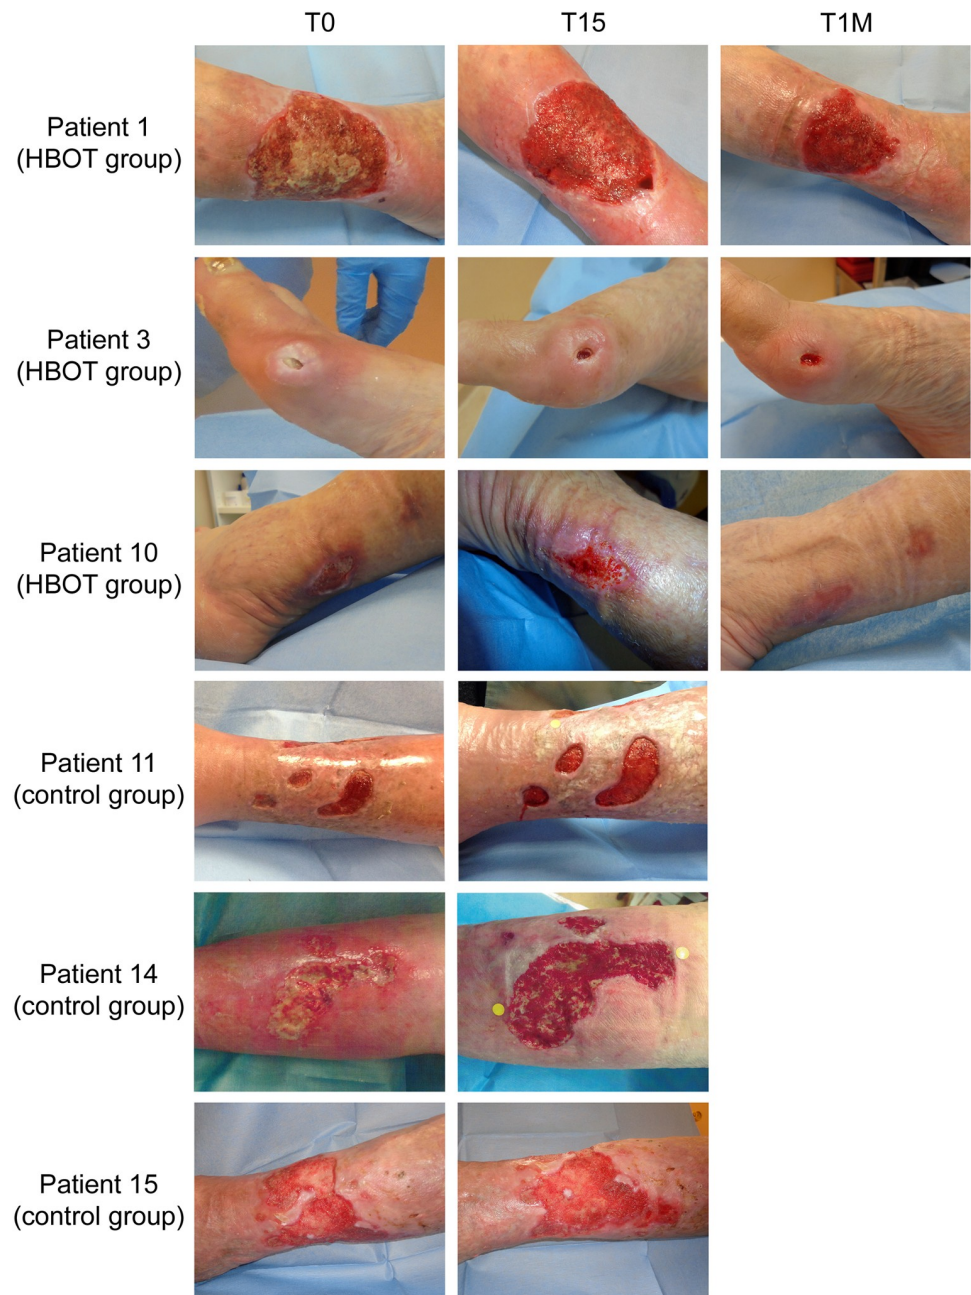 T0 T15 T1M
Patient 1
(HBOT group)
Patient 3
(HBOT group)
Patient 10
(HBOT group)
Patient 11
(control group)
Patient 14
(control group)
Patient 15
(control group)